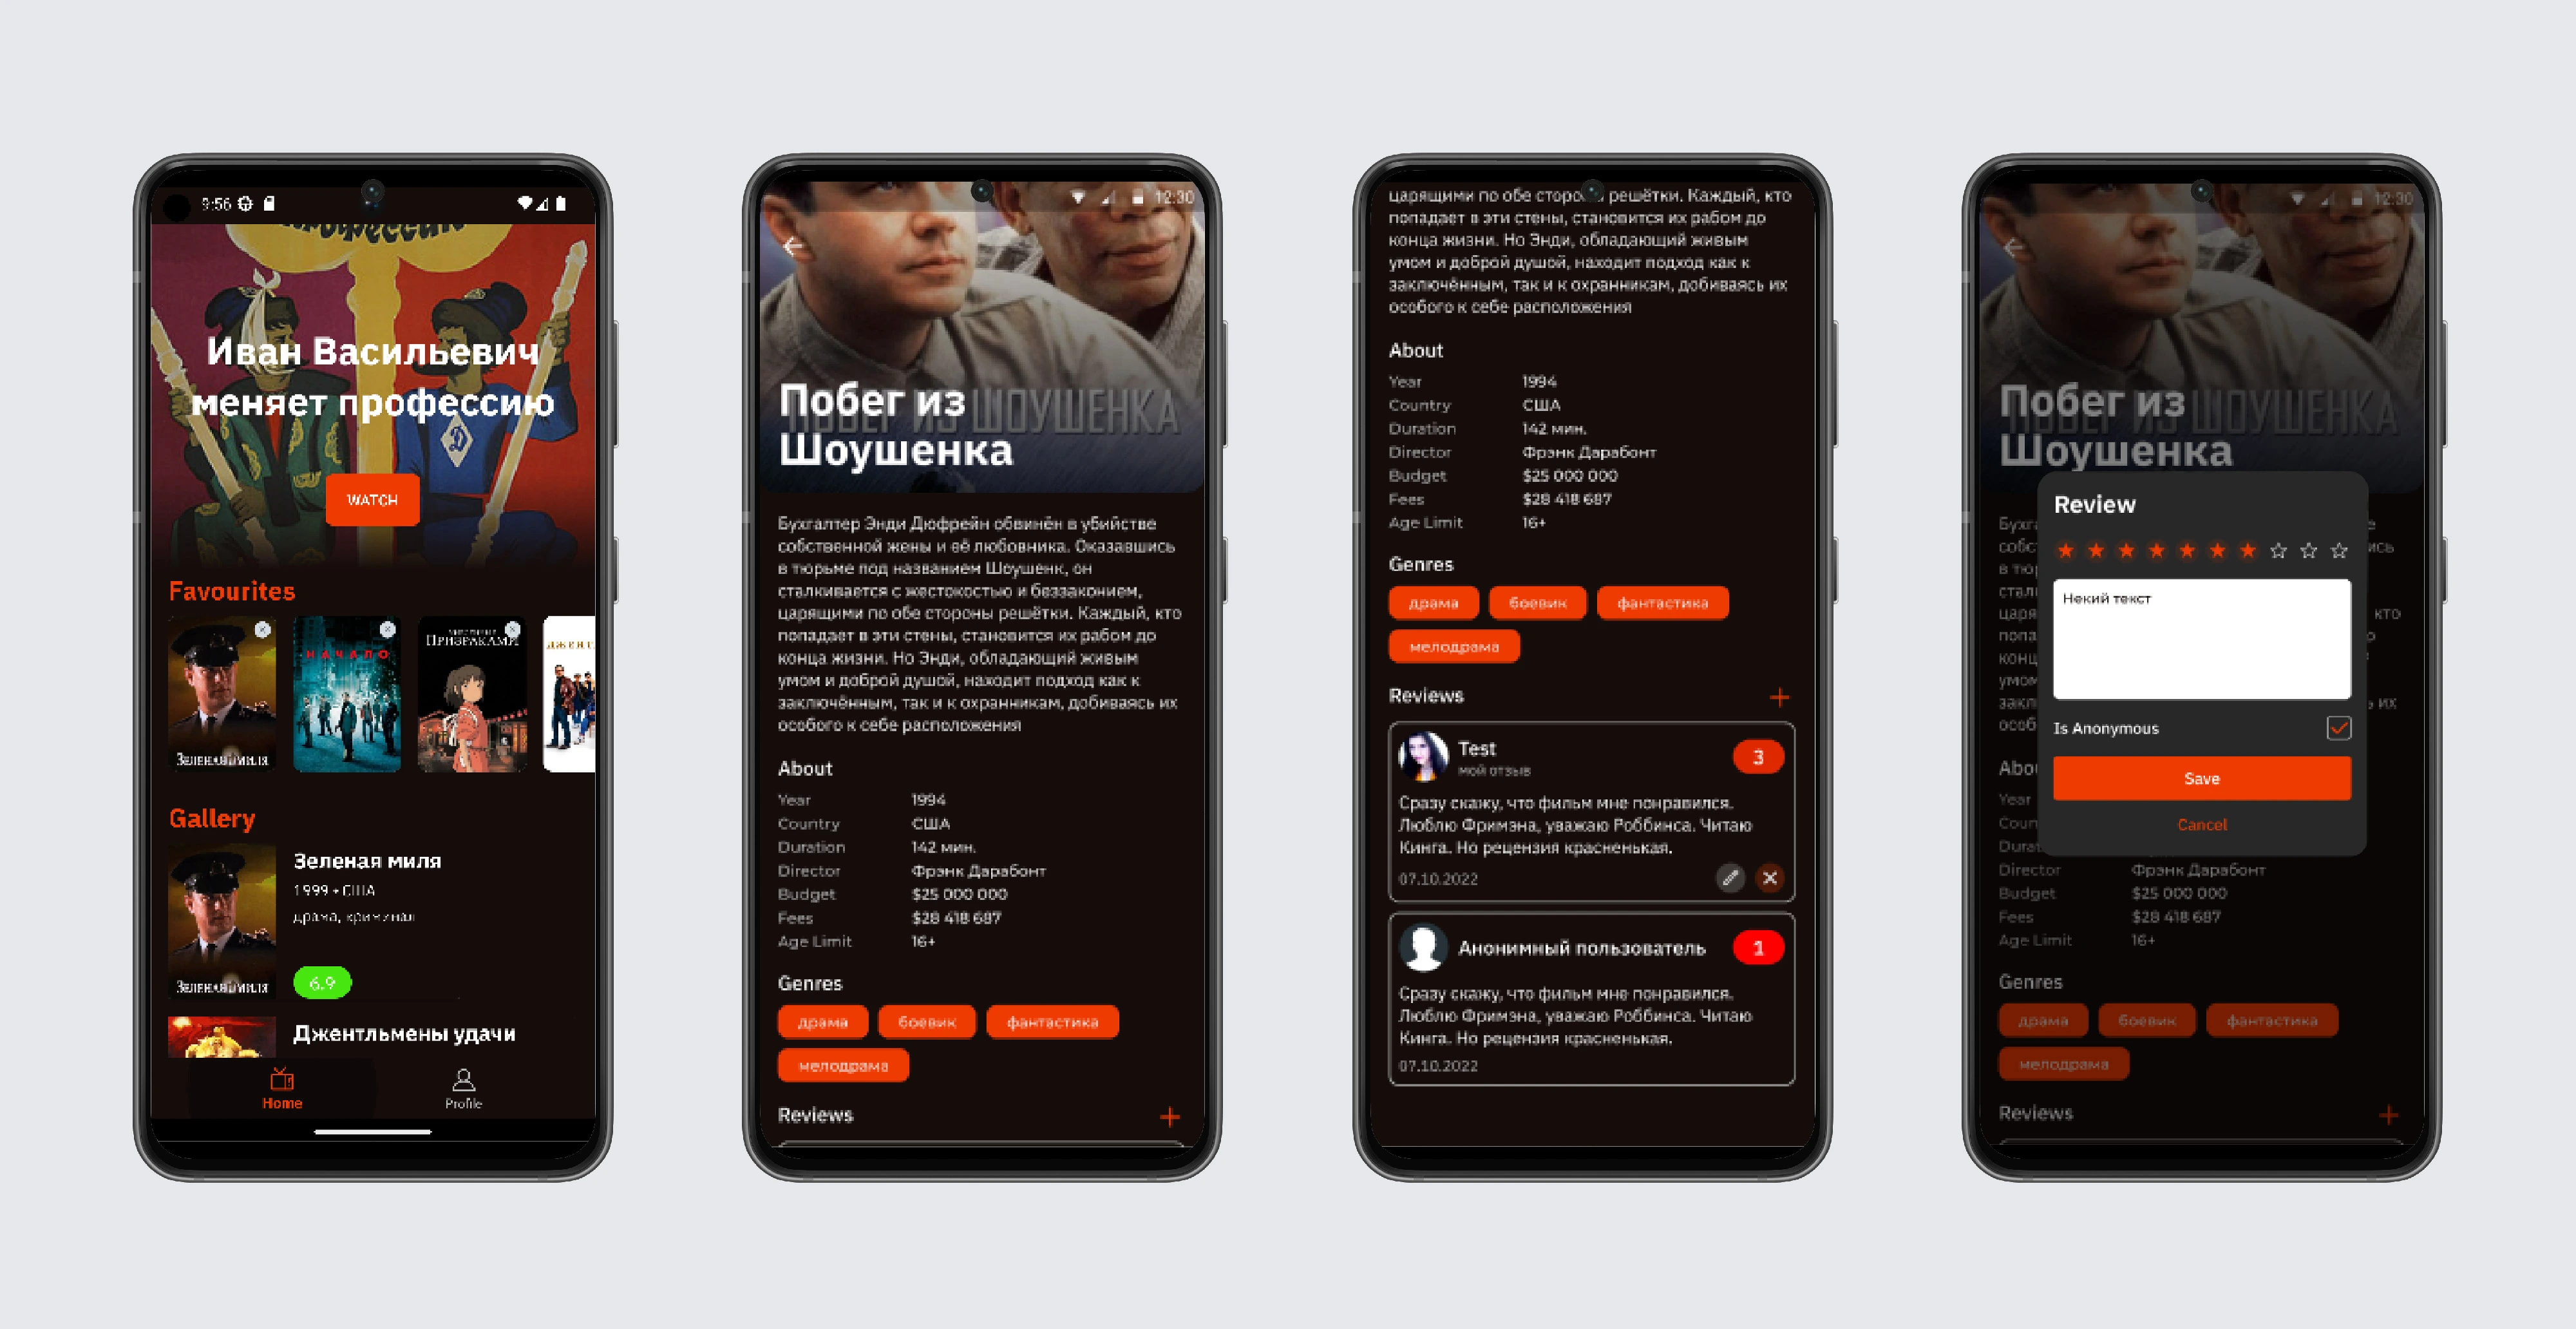 9:56
Иван Васильевич
меняет профессию
WATCH
Favourites
ЗЕЛЕНАЯ МИЛЯ
НАЧАЛО
ПРИЗРАКАМИ
Gallery
Зеленая миля
1999 • США
драма, криминал
ЗЕЛЕНАЯ МИЛЯ
6.9
Джентльмены удачи
Home
Profile
12:30
Побег из
ШОУШЕНКА
Шоушенка
Бухгалтер Энди Дюфрейн обвинён в убийстве
собственной жены и её любовника. Оказавшись
в тюрьме под названием Шоушенк, он
сталкивается с жестокостью и беззаконием,
царящими по обе стороны решётки. Каждый, кто
попадает в эти стены, становится их рабом до
конца жизни. Но Энди, обладающий живым
умом и доброй душой, находит подход как к
заключённым, так и к охранникам, добиваясь их
особого к себе расположения
About
Year 1994
Country США
Duration 142 мин.
Director Фрэнк Дарабонт
Budget $25 000 000
Fees $28 418 687
Age Limit 16+
Genres
драма боевик фантастика
мелодрама
Reviews +
царящими по обе сторо решётки. Каждый, кто
попадает в эти стены, становится их рабом до
конца жизни. Но Энди, обладающий живым
умом и доброй душой, находит подход как к
заключённым, так и к охранникам, добиваясь их
особого к себе расположения
About
Year 1994
Country США
Duration 142 мин.
Director Фрэнк Дарабонт
Budget $25 000 000
Fees $28 418 687
Age Limit 16+
Genres
драма боевик фантастика
мелодрама
Reviews +
Test
мой отзыв
3
Сразу скажу, что фильм мне понравился.
Люблю Фримэна, уважаю Роббинса. Читаю
Кинга. Но рецензия красненькая.
07.10.2022
Анонимный пользователь
1
Сразу скажу, что фильм мне понравился.
Люблю Фримэна, уважаю Роббинса. Читаю
Кинга. Но рецензия красненькая.
07.10.2022
12:30
Побег из
ШОУШЕНКА
Шоушенка
Review
Некий текст
Is Anonymous
Save
Cancel
Year
Director Фрэнк Дарабонт
Budget $25 000 000
Fees $28 418 687
Age Limit 16+
Genres
драма боевик фантастика
мелодрама
Reviews +